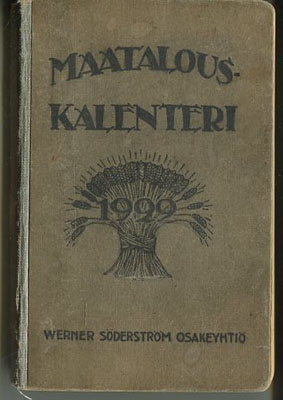 MAATALOUS-
KALENTERI
1929
WERNER SÖDERSTRÖM OSAKEYHTIÖ